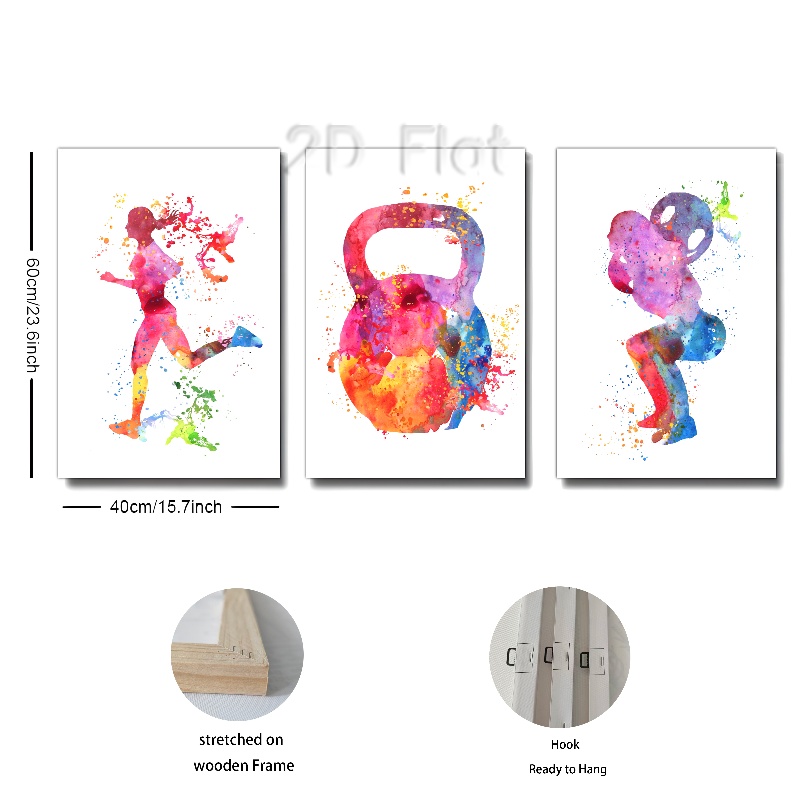 2D Flat
60cm/23.6inch
40cm/15.7inch
stretched on
wooden Frame
Hook
Ready to Hang